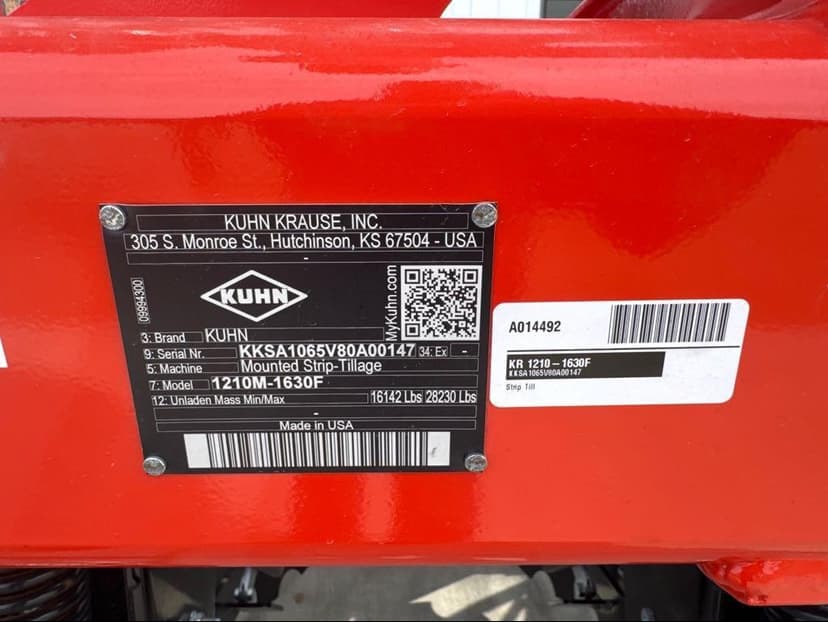 KUHN KRAUSE, INC.
305 S. Monroe St., Hutchinson, KS 67504 - USA
-
09994300
KUHN
MyKuhn.com
3: Brand KUHN
9: Serial Nr. KKSA1065V80A00147 34: Ex -
5: Machine Mounted Strip-Tillage
7: Model 1210M-1630F
12: Unladen Mass Min/Max 16142 Lbs 28230 Lbs
-
Made in USA
A014492
KR 1210-1630F
KKSA1065V80A00147
Strip Till